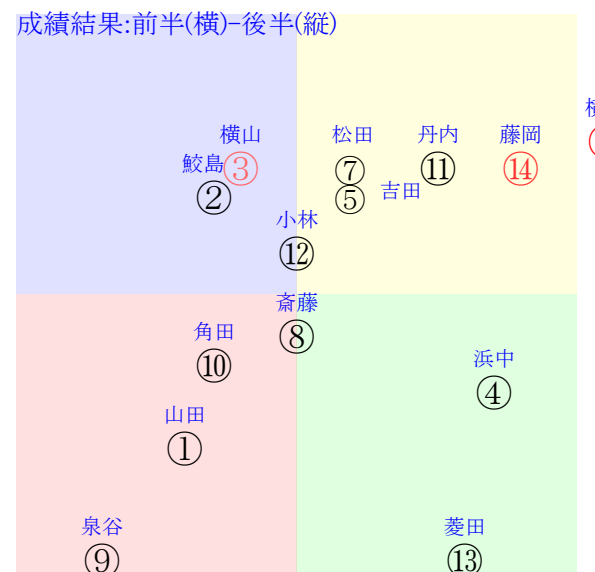 成績結果:前半(横)-後半(縦)
横山
③
松田
⑦
丹内
⑪
藤岡
⑭
鮫島
②
吉田
⑤
小林
⑫
斎藤
⑧
角田
⑩
浜中
④
山田
①
泉谷
⑨
菱田
⑬